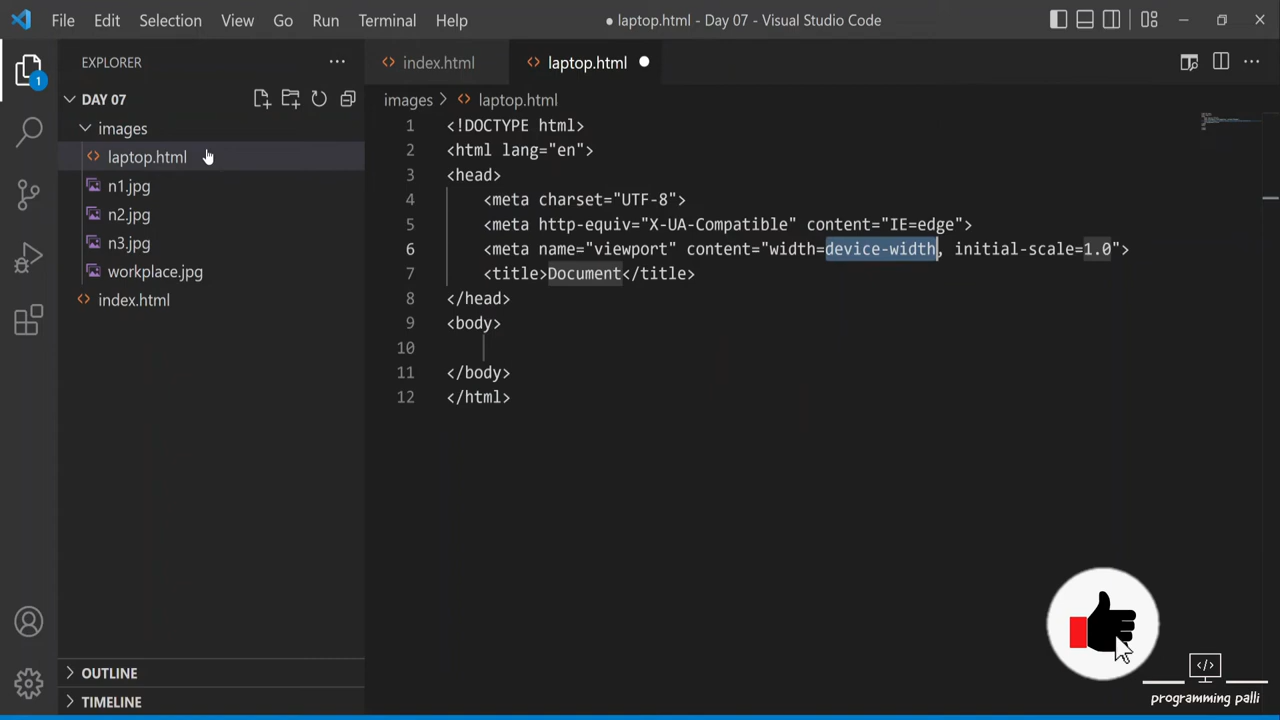 File Edit Selection View Go Run Terminal Help ● laptop.html - Day 07 - Visual Studio Code
EXPLORER
1
DAY 07
images
laptop.html
n1.jpg
n2.jpg
n3.jpg
workplace.jpg
index.html
OUTLINE
TIMELINE
index.html laptop.html
images > laptop.html
1 <!DOCTYPE html>
2 <html lang="en">
3 <head>
4 <meta charset="UTF-8">
5 <meta http-equiv="X-UA-Compatible" content="IE=edge">
6 <meta name="viewport" content="width=device-width, initial-scale=1.0">
7 <title>Document</title>
8 </head>
9 <body>
10
11 </body>
12 </html>
</>
programming palli